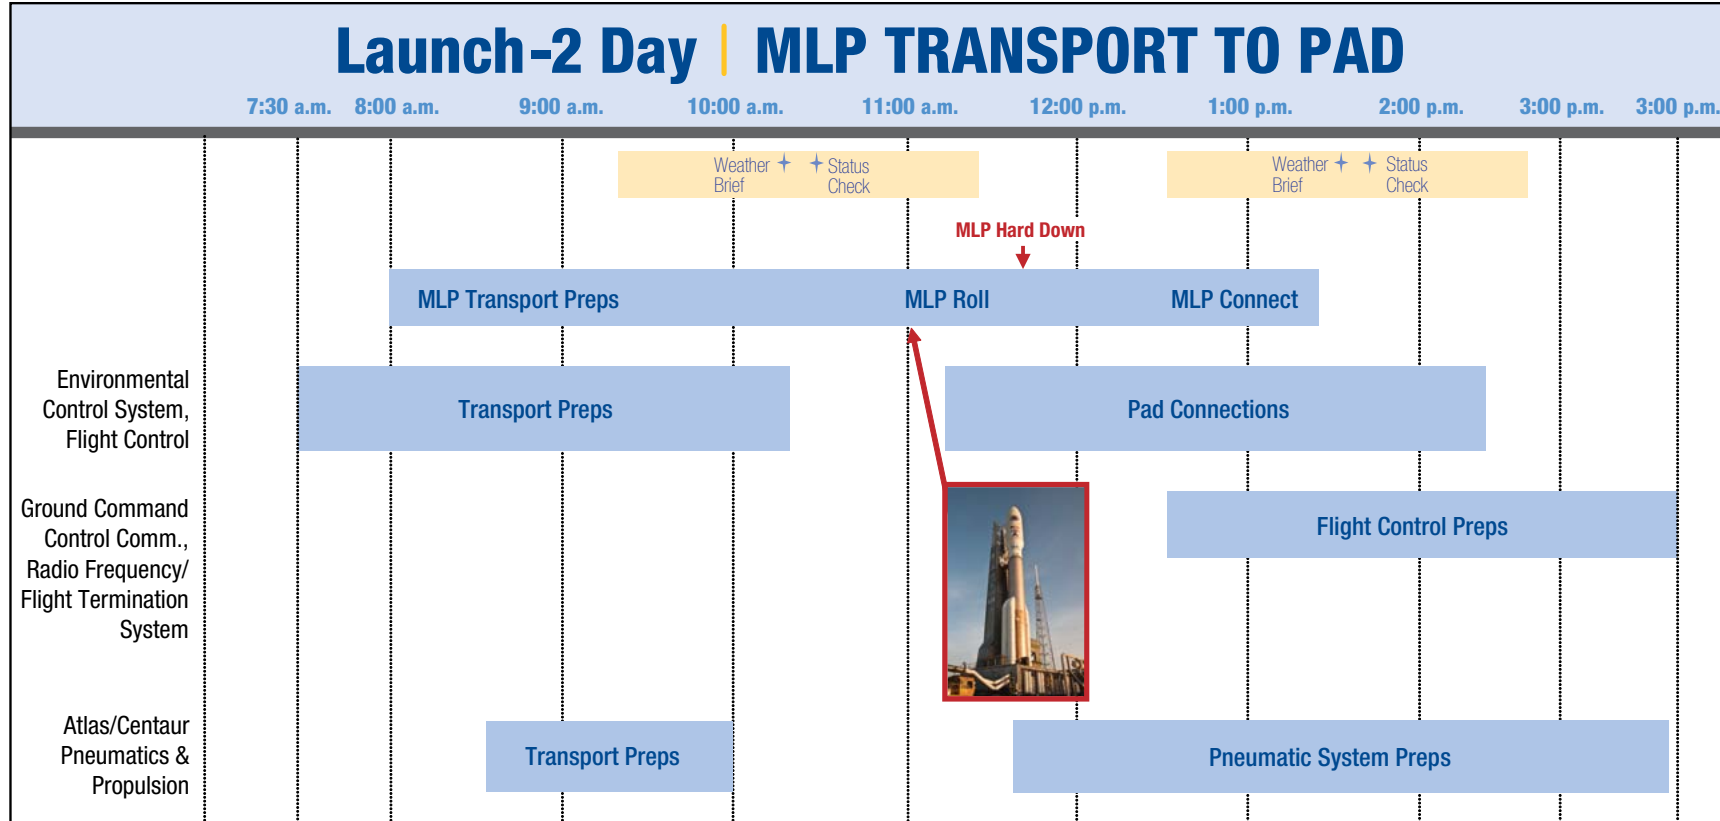 Launch-2 Day | MLP TRANSPORT TO PAD
7:30 a.m. 8:00 a.m. 9:00 a.m. 10:00 a.m. 11:00 a.m. 12:00 p.m. 1:00 p.m. 2:00 p.m. 3:00 p.m. 3:00 p.m.
Weather
Brief
Status
Check
Weather
Brief
Status
Check
MLP Hard Down
MLP Transport Preps
MLP Roll
MLP Connect
Environmental
Control System,
Flight Control
Transport Preps
Pad Connections
Ground Command
Control Comm.,
Radio Frequency/
Flight Termination
System
Flight Control Preps
Atlas/Centaur
Pneumatics &
Propulsion
Transport Preps
Pneumatic System Preps